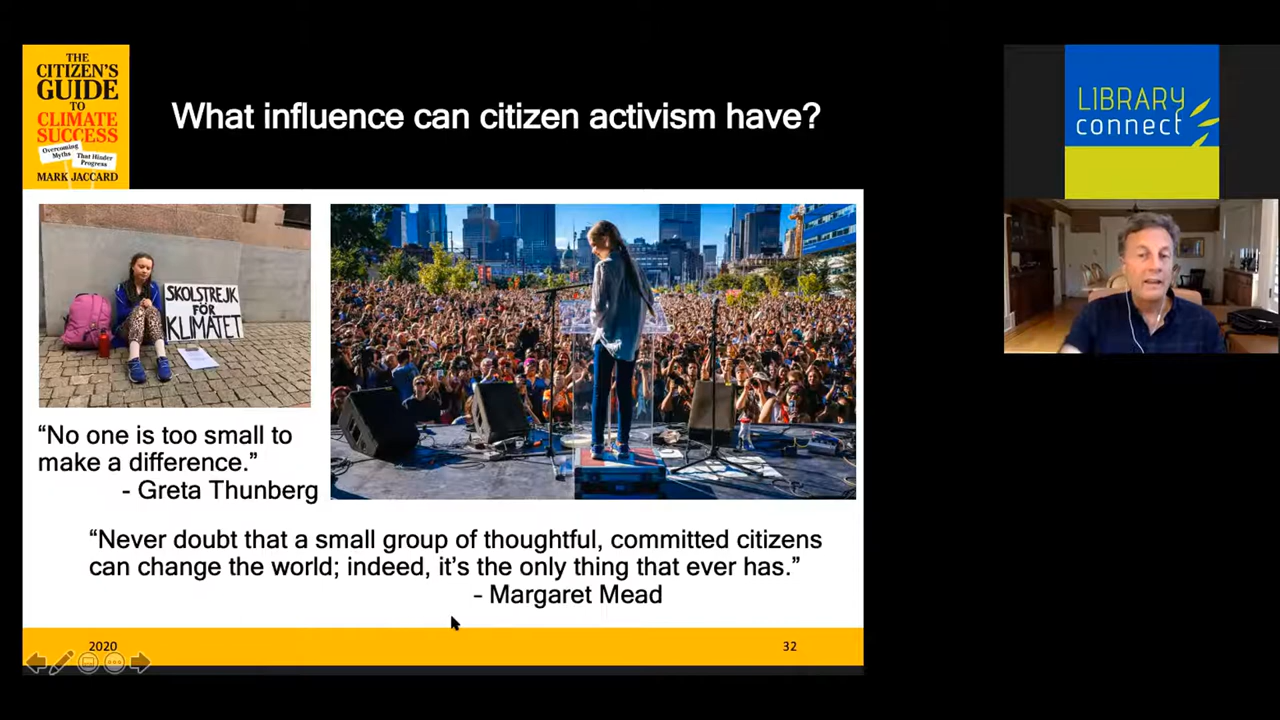 THE
CITIZEN'S
GUIDE
TO
CLIMATE
SUCCESS
Overcoming
Myths
That Hinder
Progress
MARK JACCARD
What influence can citizen activism have?
LIBRARY
connect
SKOLSTREJK
FÖR
KLIMATET
“No one is too small to
make a difference.”
- Greta Thunberg
“Never doubt that a small group of thoughtful, committed citizens
can change the world; indeed, it’s the only thing that ever has.”
- Margaret Mead
2020
32